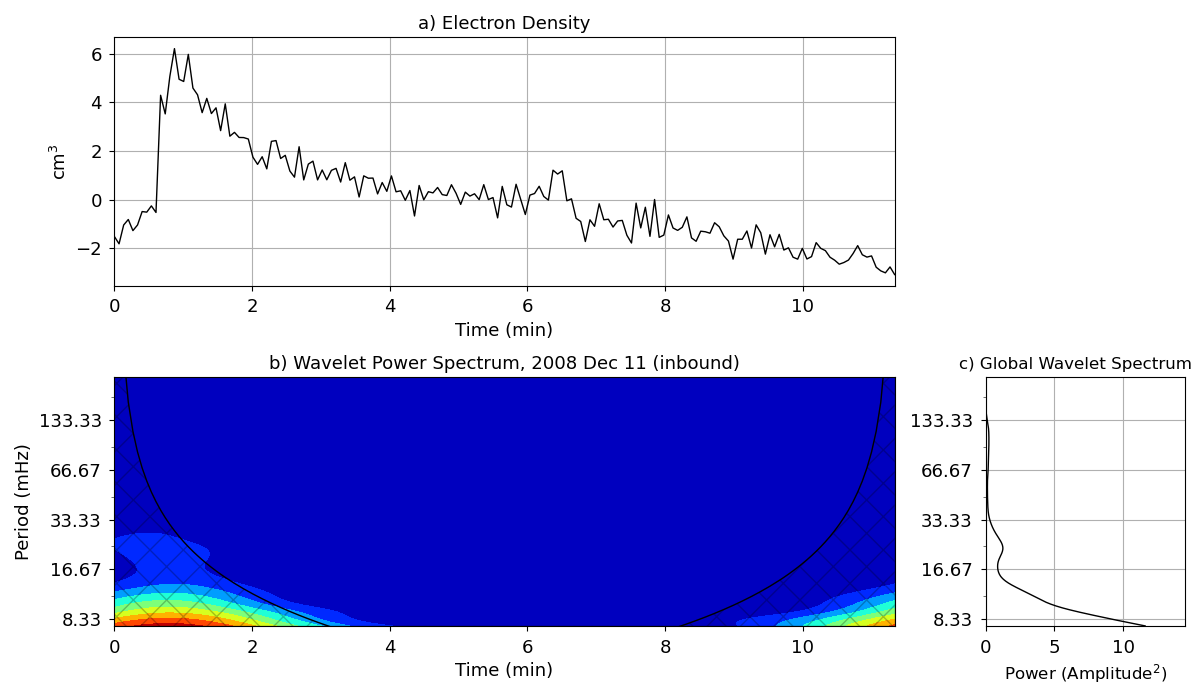 a) Electron Density
cm³
6
4
2
0
−2
0 2 4 6 8 10
Time (min)
b) Wavelet Power Spectrum, 2008 Dec 11 (inbound)
Period (mHz)
133.33
66.67
33.33
16.67
8.33
0 2 4 6 8 10
Time (min)
c) Global Wavelet Spectrum
133.33
66.67
33.33
16.67
8.33
0 5 10
Power (Amplitude²)